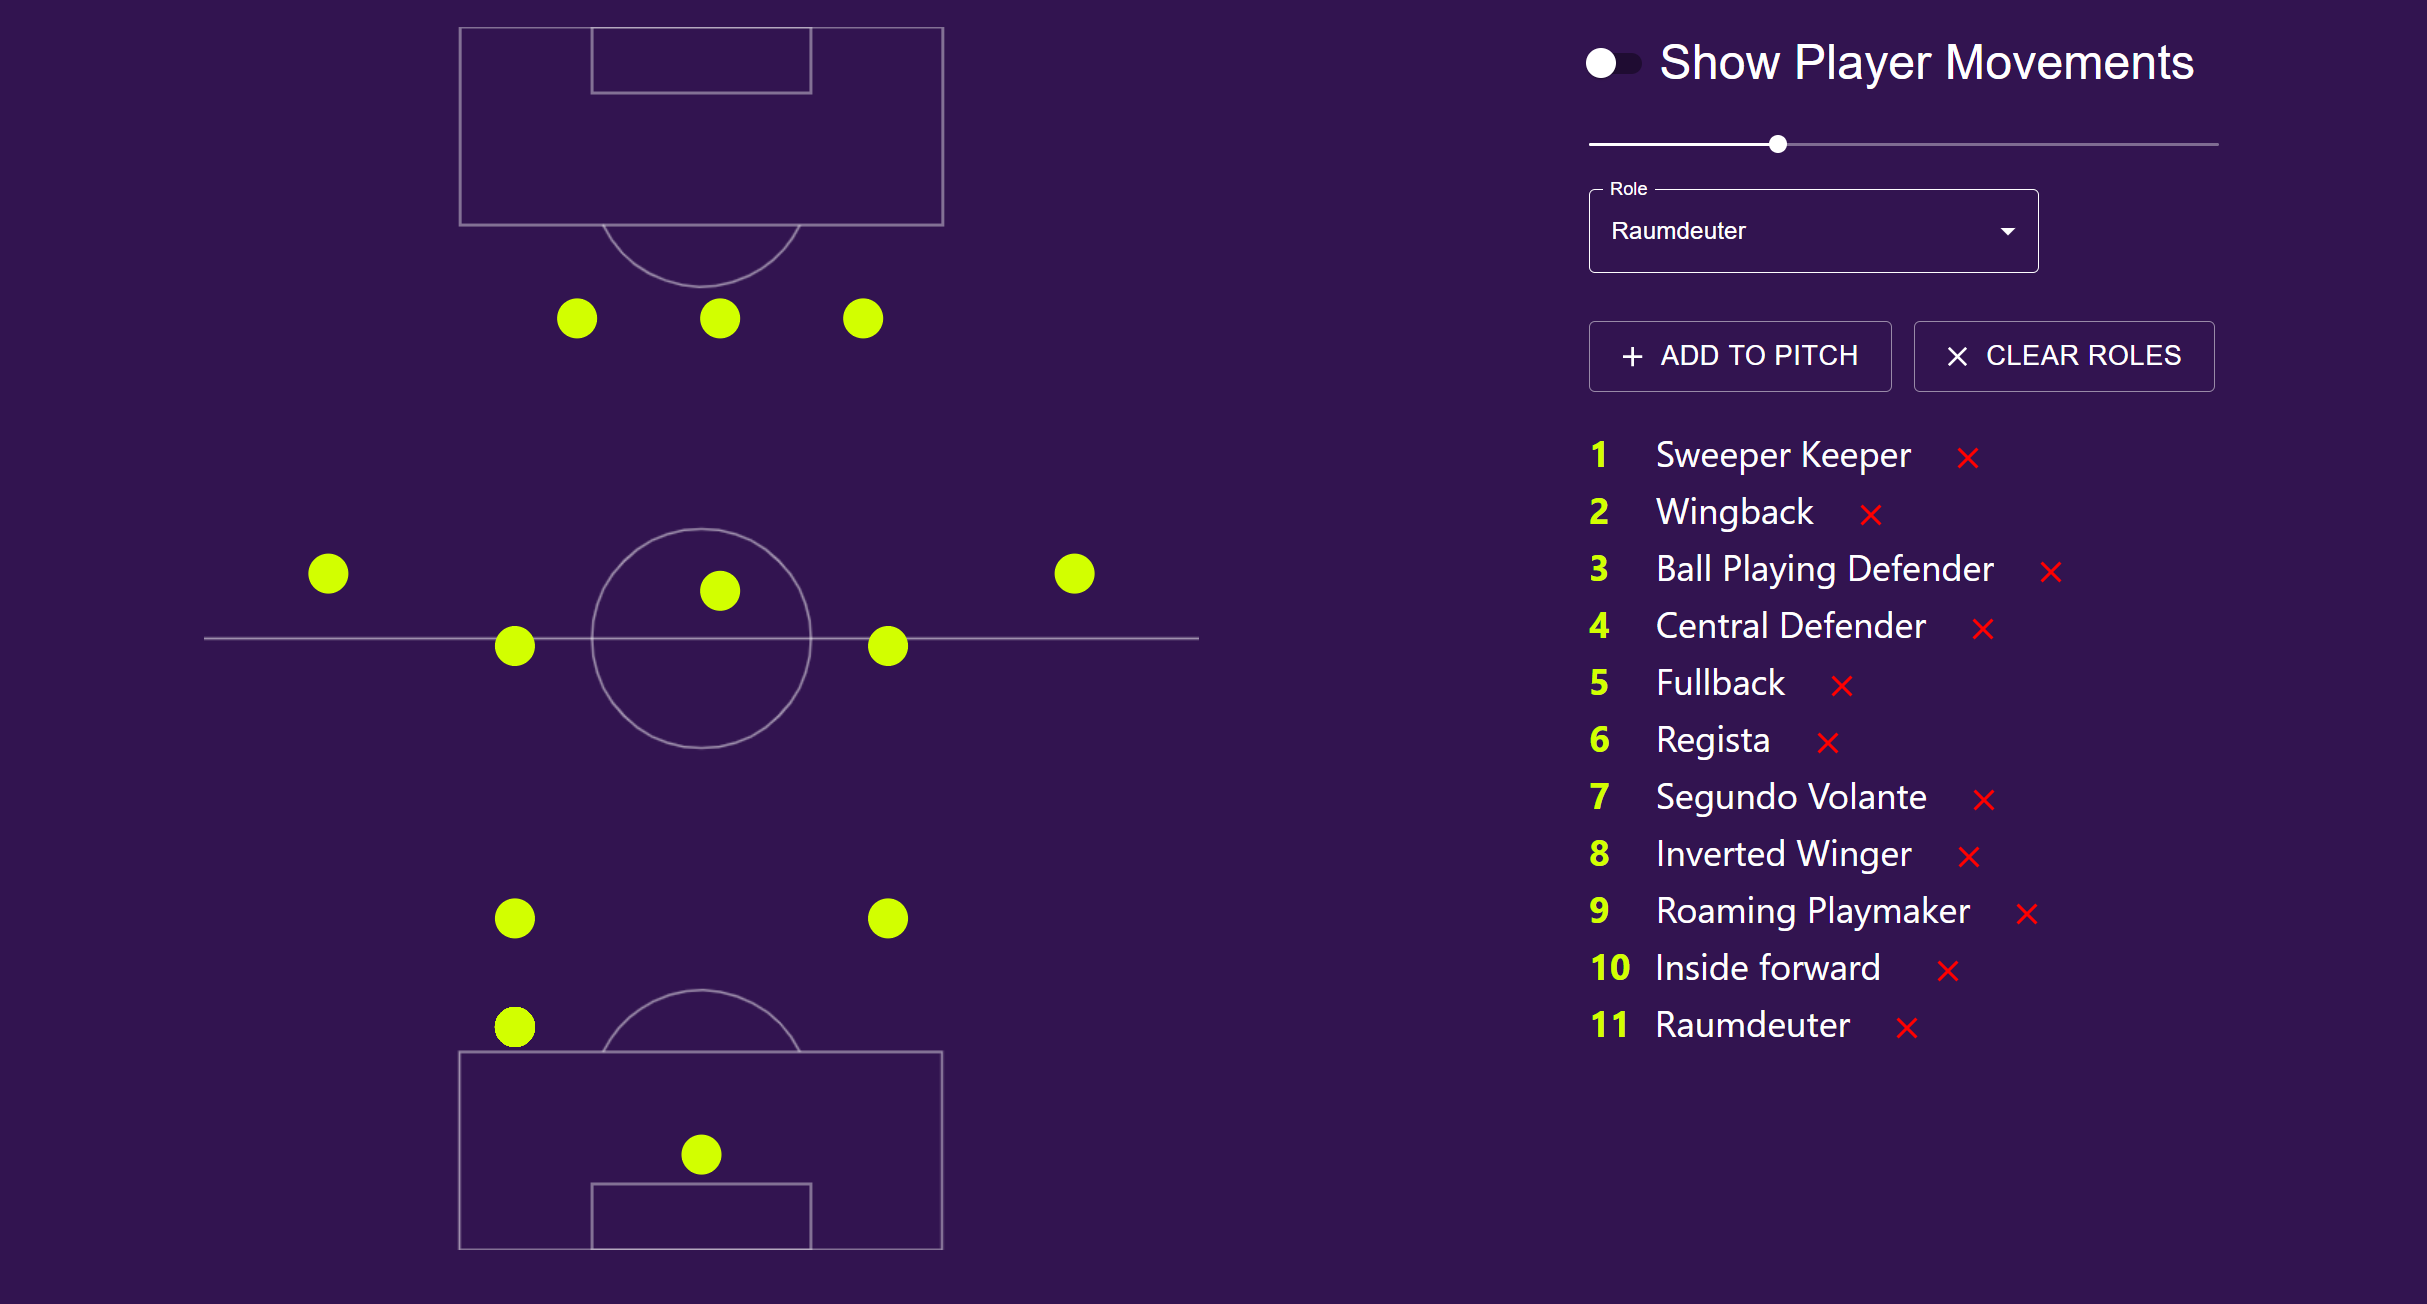 Show Player Movements
Role
Raumdeuter
ADD TO PITCH
CLEAR ROLES
1 Sweeper Keeper
2 Wingback
3 Ball Playing Defender
4 Central Defender
5 Fullback
6 Regista
7 Segundo Volante
8 Inverted Winger
9 Roaming Playmaker
10 Inside forward
11 Raumdeuter